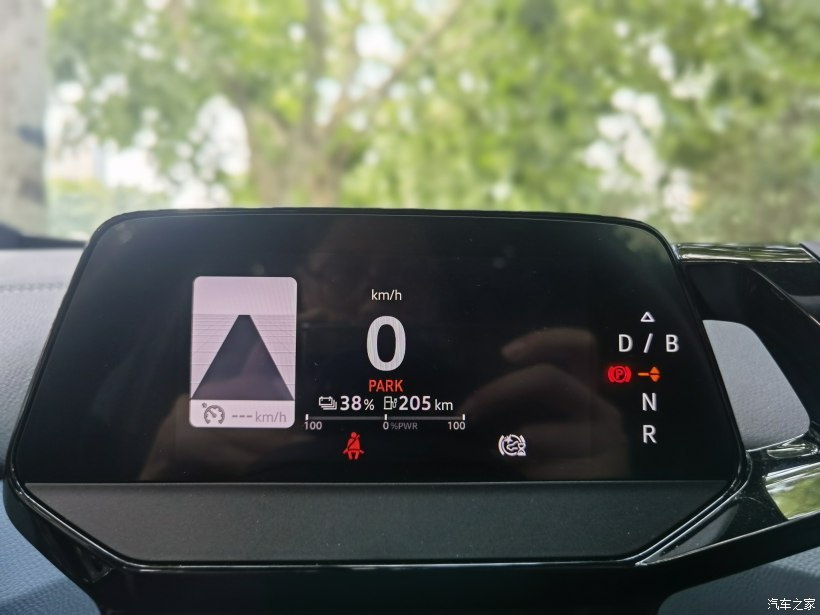 km/h
0
PARK
38%
205 km
100 0 %PWR 100
--- km/h
D / B
P
N
R
汽车之家